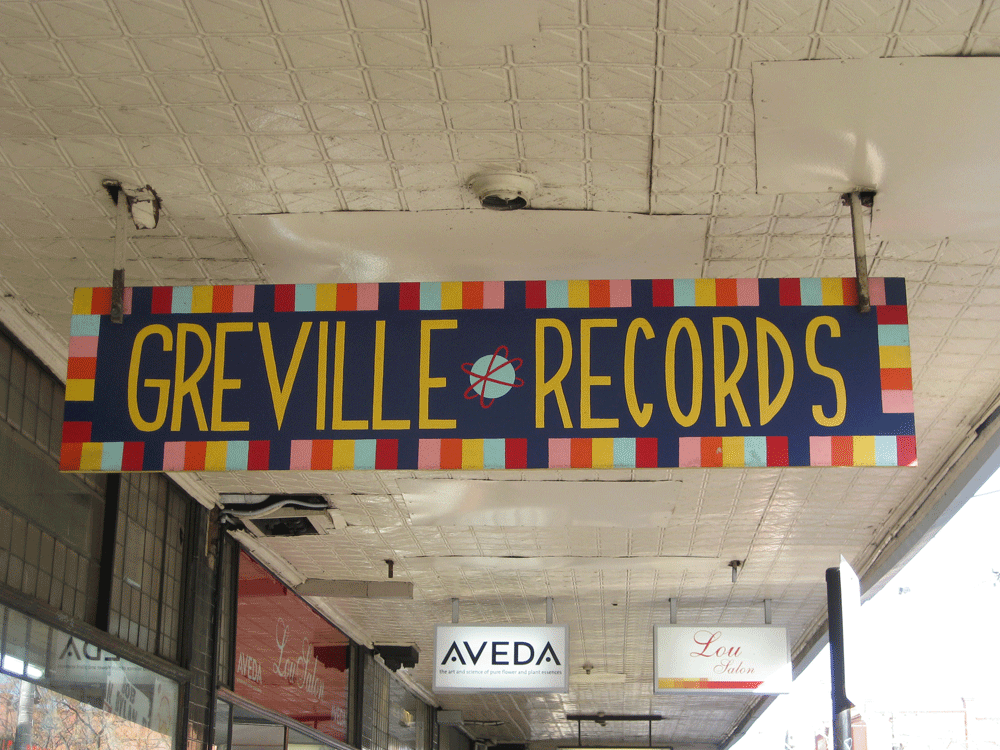 GREVILLE RECORDS
AVEDA
the art and science of pure flower and plant essences
Lou
Salon
AVEDA
Lou Salon